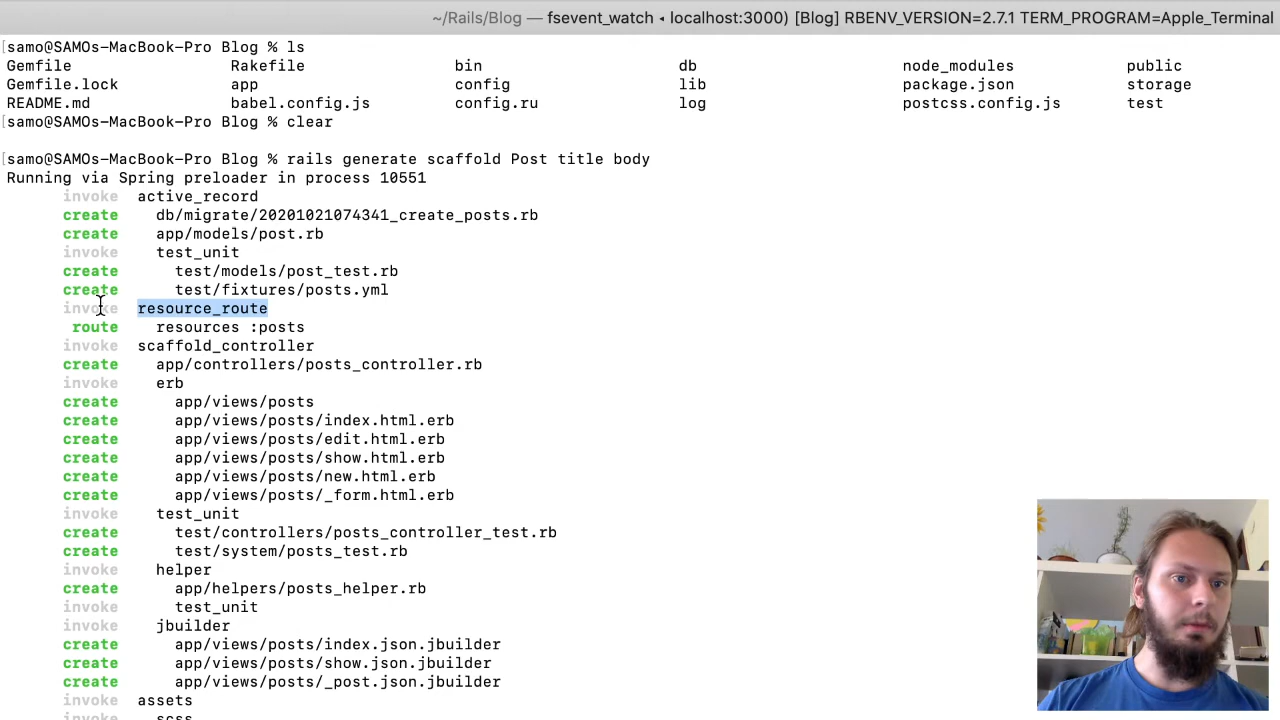 ~/Rails/Blog — fsevent_watch ◂ localhost:3000) [Blog] RBENV_VERSION=2.7.1 TERM_PROGRAM=Apple_Terminal
[samo@SAMOs-MacBook-Pro Blog % ls
Gemfile Rakefile bin db node_modules public
Gemfile.lock app config lib package.json storage
README.md babel.config.js config.ru log postcss.config.js test
[samo@SAMOs-MacBook-Pro Blog % clear
[samo@SAMOs-MacBook-Pro Blog % rails generate scaffold Post title body
Running via Spring preloader in process 10551
invoke active_record
create db/migrate/20201021074341_create_posts.rb
create app/models/post.rb
invoke test_unit
create test/models/post_test.rb
create test/fixtures/posts.yml
invoke resource_route
route resources :posts
invoke scaffold_controller
create app/controllers/posts_controller.rb
invoke erb
create app/views/posts
create app/views/posts/index.html.erb
create app/views/posts/edit.html.erb
create app/views/posts/show.html.erb
create app/views/posts/new.html.erb
create app/views/posts/_form.html.erb
invoke test_unit
create test/controllers/posts_controller_test.rb
create test/system/posts_test.rb
invoke helper
create app/helpers/posts_helper.rb
invoke test_unit
invoke jbuilder
create app/views/posts/index.json.jbuilder
create app/views/posts/show.json.jbuilder
create app/views/posts/_post.json.jbuilder
invoke assets
invoke scss